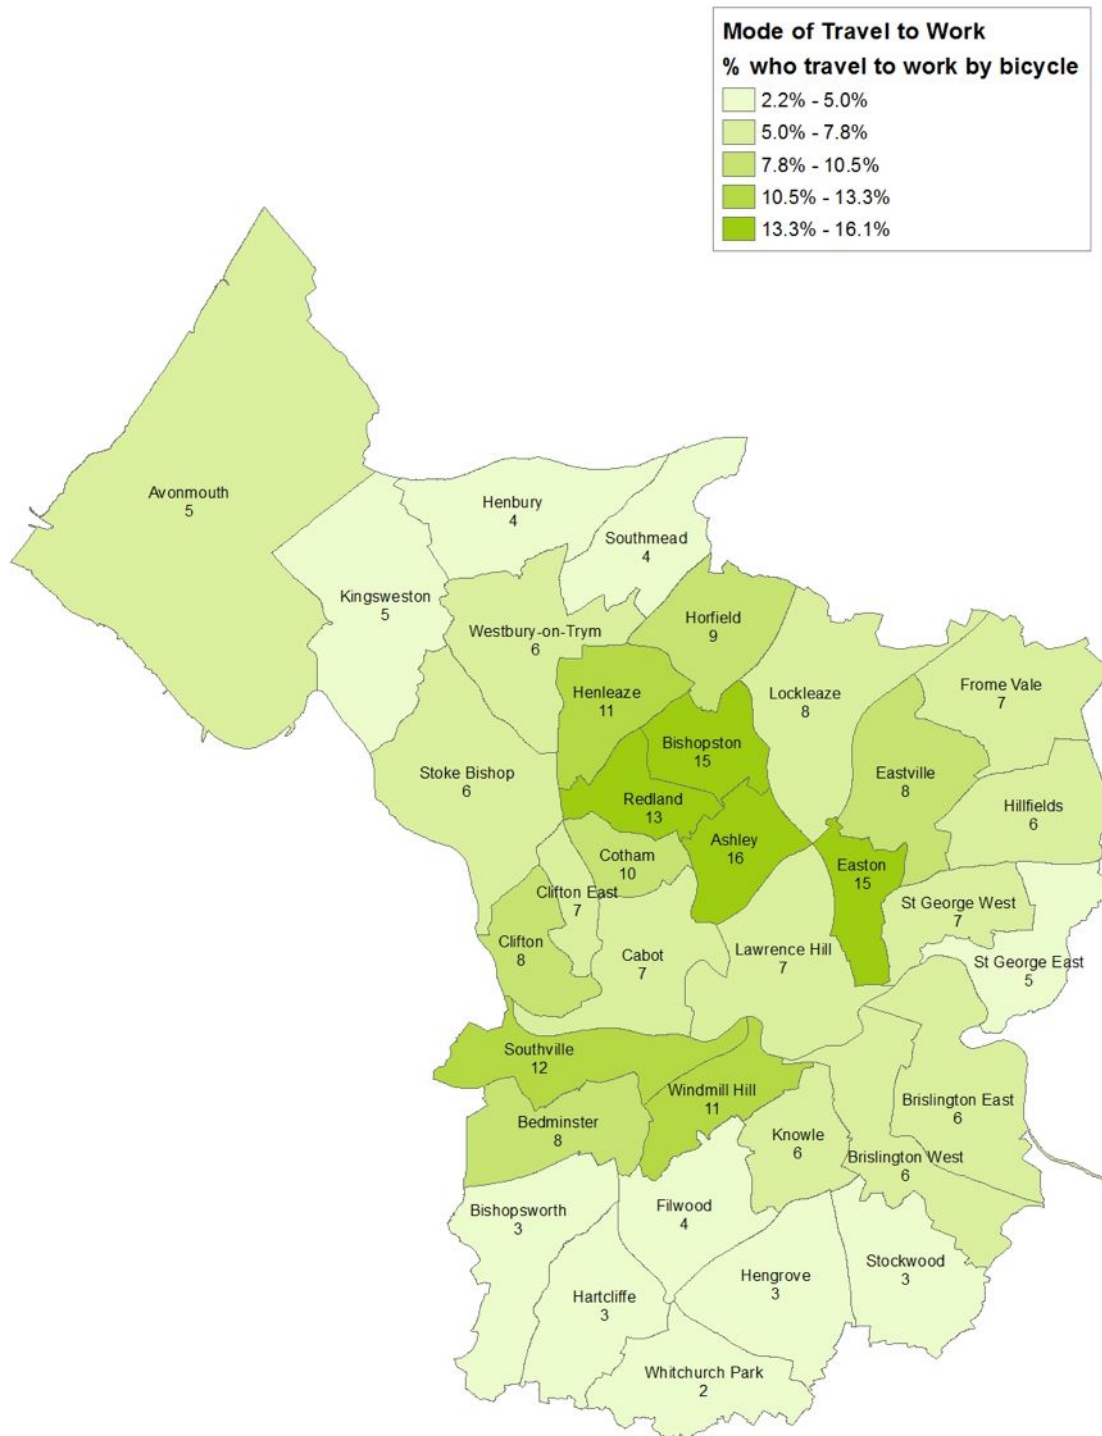 Mode of Travel to Work
% who travel to work by bicycle
2.2% - 5.0%
5.0% - 7.8%
7.8% - 10.5%
10.5% - 13.3%
13.3% - 16.1%
Avonmouth
5
Henbury
4
Southmead
4
Kingsweston
5
Westbury-on-Trym
6
Horfield
9
Henleaze
11
Lockleaze
8
Frome Vale
7
Bishopston
15
Stoke Bishop
6
Eastville
8
Redland
13
Hillfields
6
Ashley
16
Cotham
10
Easton
15
Clifton East
7
St George West
7
Clifton
8
Cabot
7
Lawrence Hill
7
St George East
5
Southville
12
Windmill Hill
11
Brislington East
6
Bedminster
8
Knowle
6
Brislington West
6
Bishopsworth
3
Filwood
4
Stockwood
3
Hengrove
3
Hartcliffe
3
Whitchurch Park
2